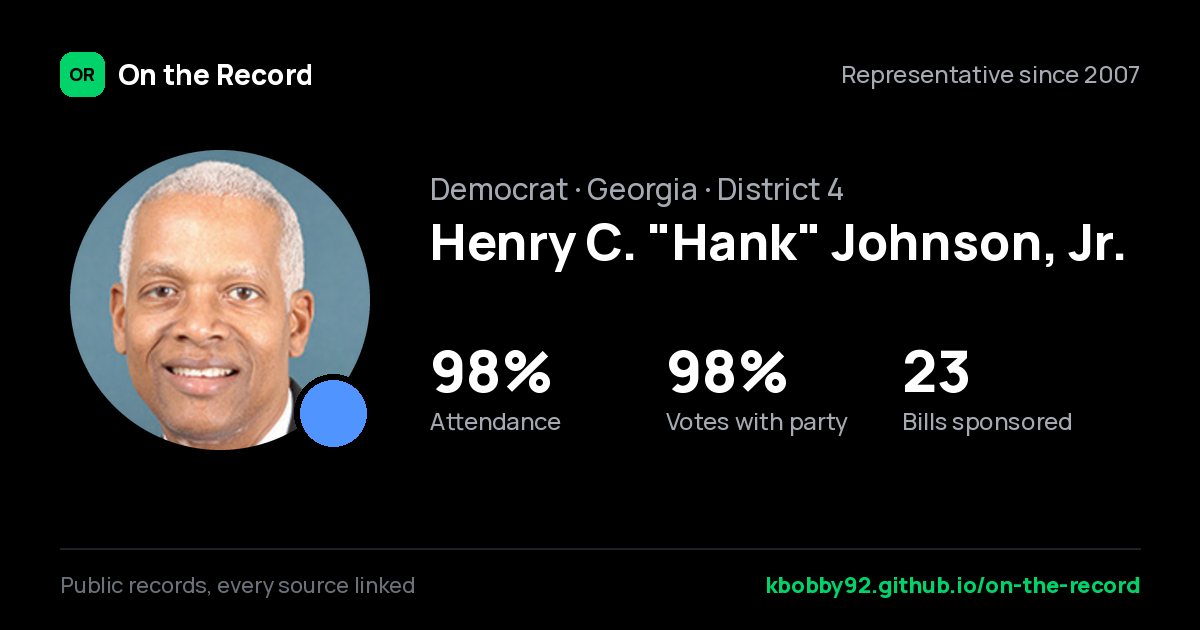 OR On the Record
Representative since 2007
Democrat · Georgia · District 4
Henry C. "Hank" Johnson, Jr.
98% 98% 23
Attendance Votes with party Bills sponsored
Public records, every source linked
kbobby92.github.io/on-the-record